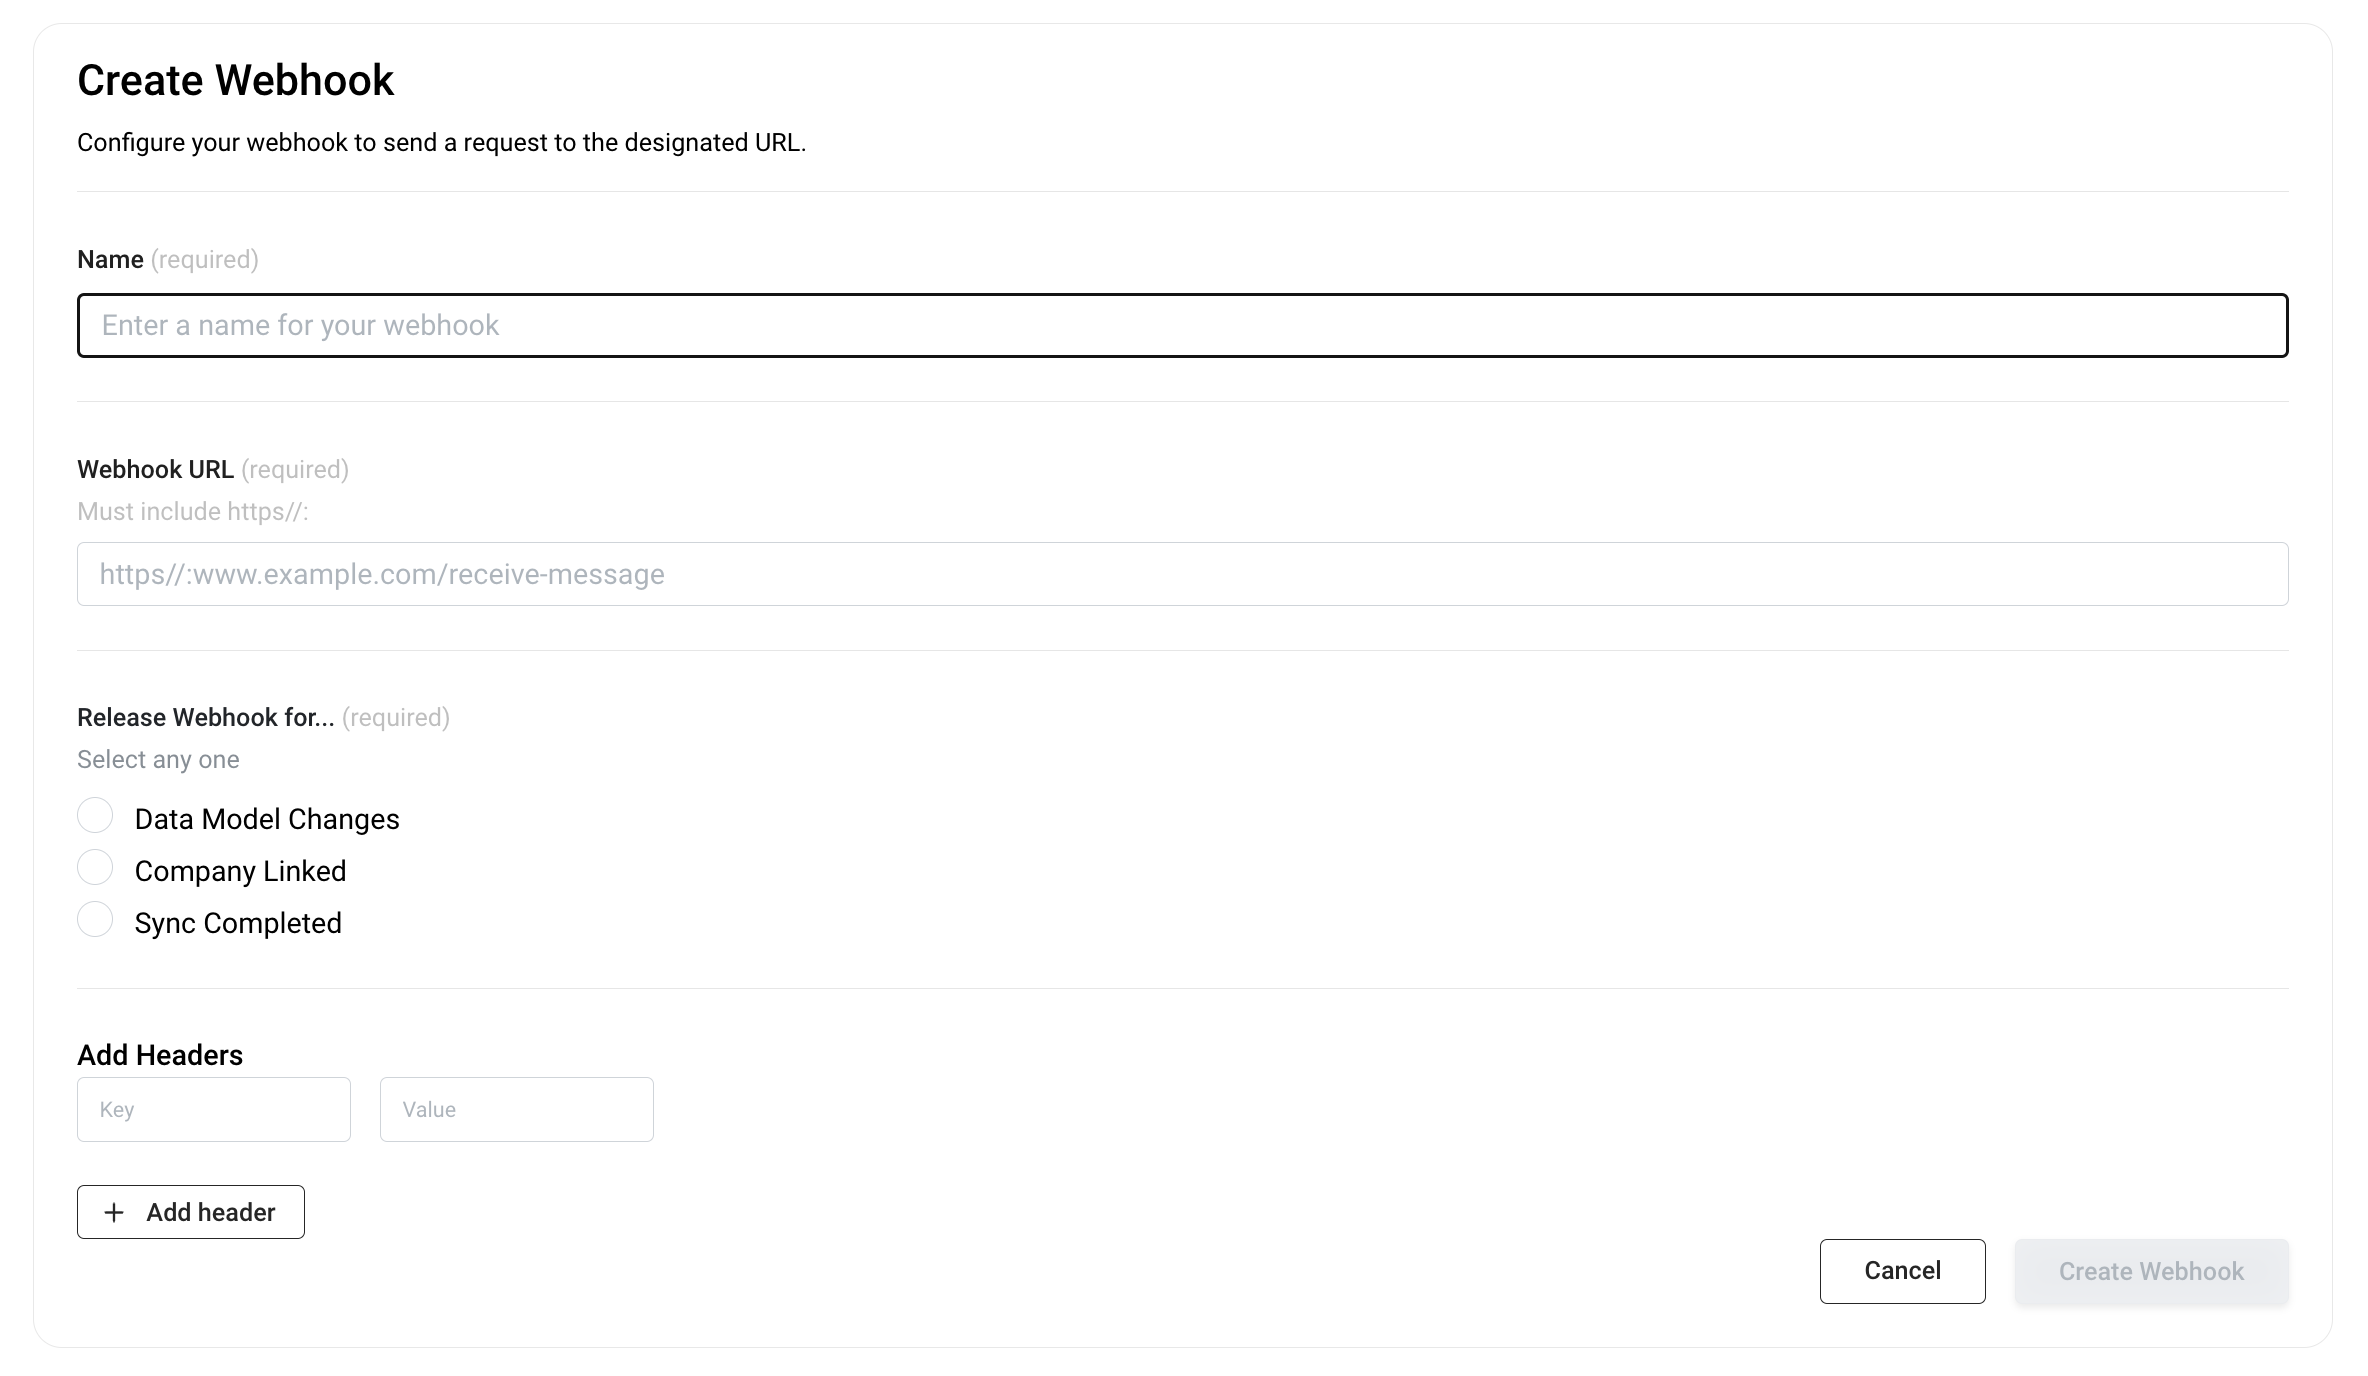 Create Webhook
Configure your webhook to send a request to the designated URL.
Name (required)
Enter a name for your webhook
Webhook URL (required)
Must include https//:
https//:www.example.com/receive-message
Release Webhook for... (required)
Select any one
Data Model Changes
Company Linked
Sync Completed
Add Headers
Key Value
+ Add header
Cancel Create Webhook